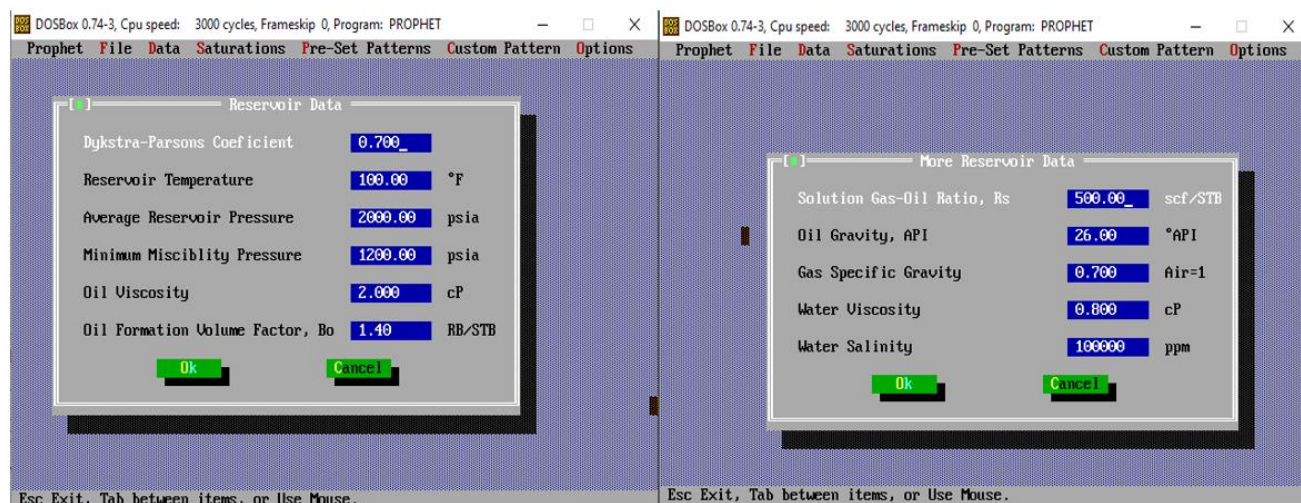 DOSBox 0.74-3, Cpu speed: 3000 cycles, Frameskip 0, Program: PROPHET
Prophet File Data Saturations Pre-Set Patterns Custom Pattern Options
Reservoir Data
Dykstra-Parsons Coeficient 0.700_
Reservoir Temperature 100.00 °F
Average Reservoir Pressure 2000.00 psia
Minimum Misciblity Pressure 1200.00 psia
Oil Viscosity 2.000 cP
Oil Formation Volume Factor, Bo 1.40 RB/STB
Ok Cancel
Esc Exit, Tab between items, or Use Mouse.
DOSBox 0.74-3, Cpu speed: 3000 cycles, Frameskip 0, Program: PROPHET
Prophet File Data Saturations Pre-Set Patterns Custom Pattern Options
More Reservoir Data
Solution Gas-Oil Ratio, Rs 500.00_ scf/STB
Oil Gravity, API 26.00 °API
Gas Specific Gravity 0.700 Air=1
Water Viscosity 0.800 cP
Water Salinity 100000 ppm
Ok Cancel
Esc Exit, Tab between items, or Use Mouse.